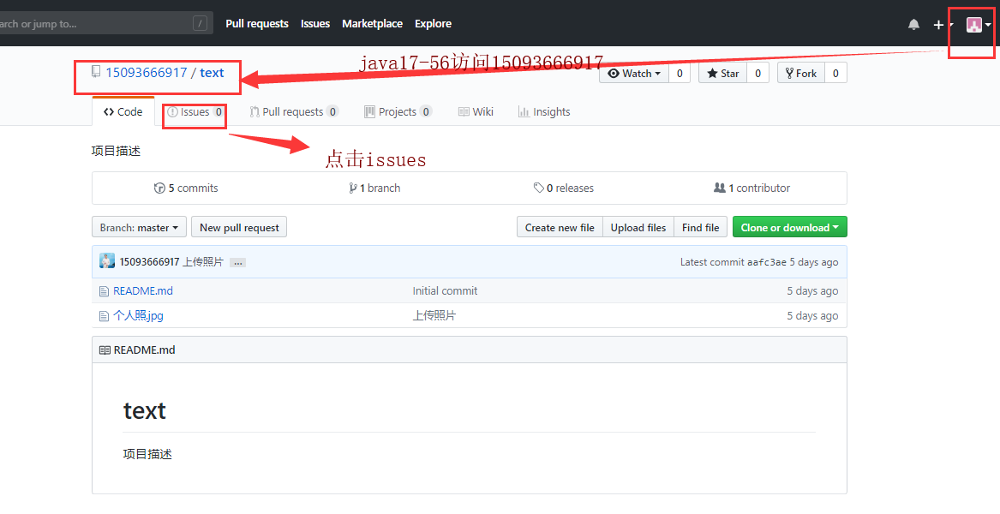 arch or jump to... / Pull requests Issues Marketplace Explore
java17-56访问15093666917
15093666917 / text Watch 0 Star 0 Fork 0
Code Issues 0 Pull requests 0 Projects 0 Wiki Insights
项目描述
点击issues
5 commits 1 branch 0 releases 1 contributor
Branch: master New pull request Create new file Upload files Find file Clone or download
15093666917 上传照片 ... Latest commit aafc3ae 5 days ago
README.md Initial commit 5 days ago
个人照.jpg 上传照片 5 days ago
README.md
text
项目描述